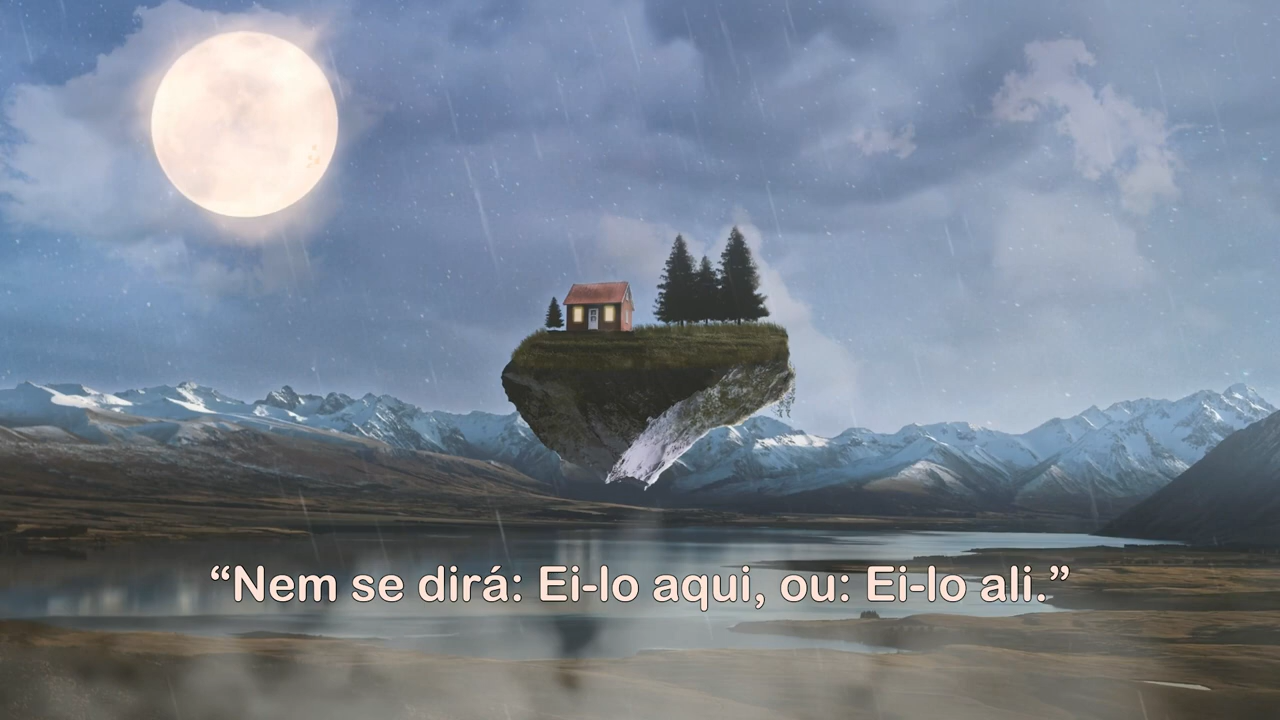 “Nem se dirá: Ei-lo aqui, ou: Ei-lo ali.”